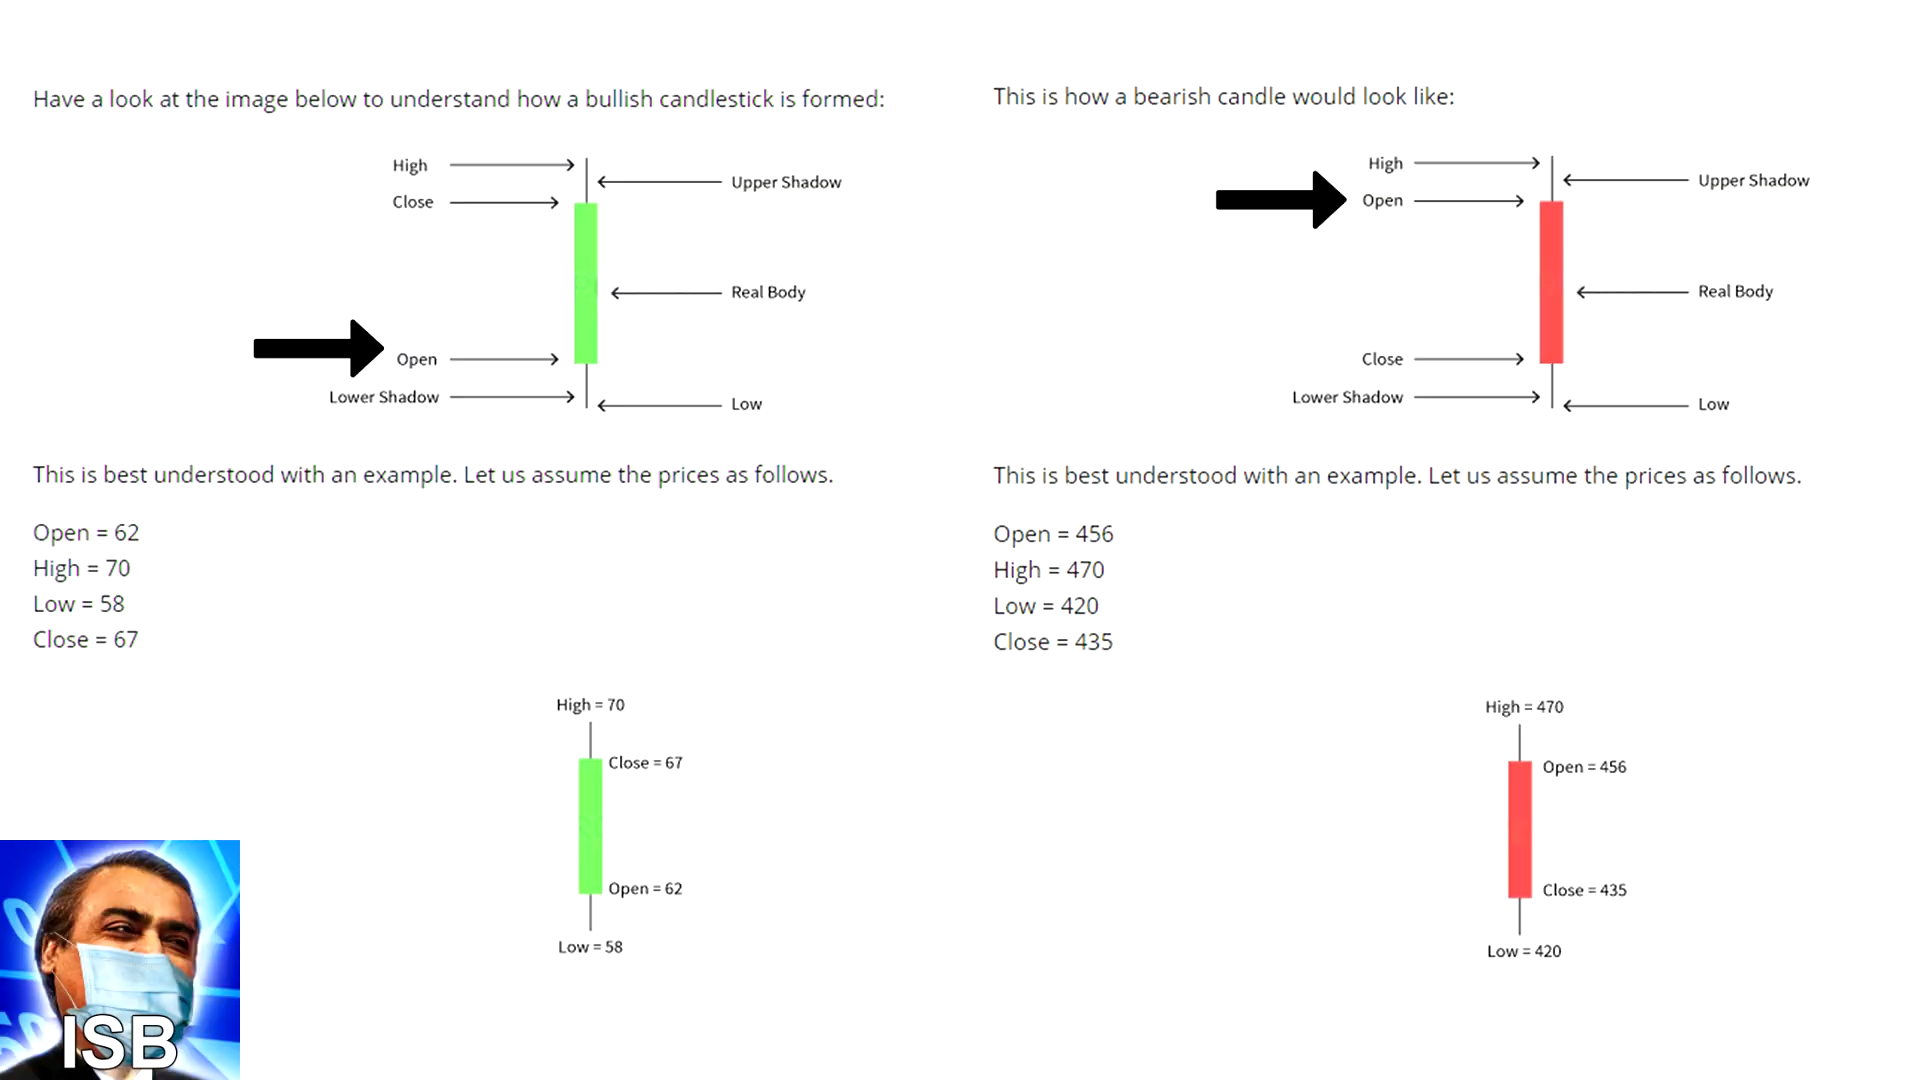 Have a look at the image below to understand how a bullish candlestick is formed:
High
Upper Shadow
Close
Real Body
Open
Lower Shadow
Low
This is best understood with an example. Let us assume the prices as follows.
Open = 62
High = 70
Low = 58
Close = 67
High = 70
Close = 67
Open = 62
Low = 58
ISB
This is how a bearish candle would look like:
High
Upper Shadow
Open
Real Body
Close
Lower Shadow
Low
This is best understood with an example. Let us assume the prices as follows.
Open = 456
High = 470
Low = 420
Close = 435
High = 470
Open = 456
Close = 435
Low = 420